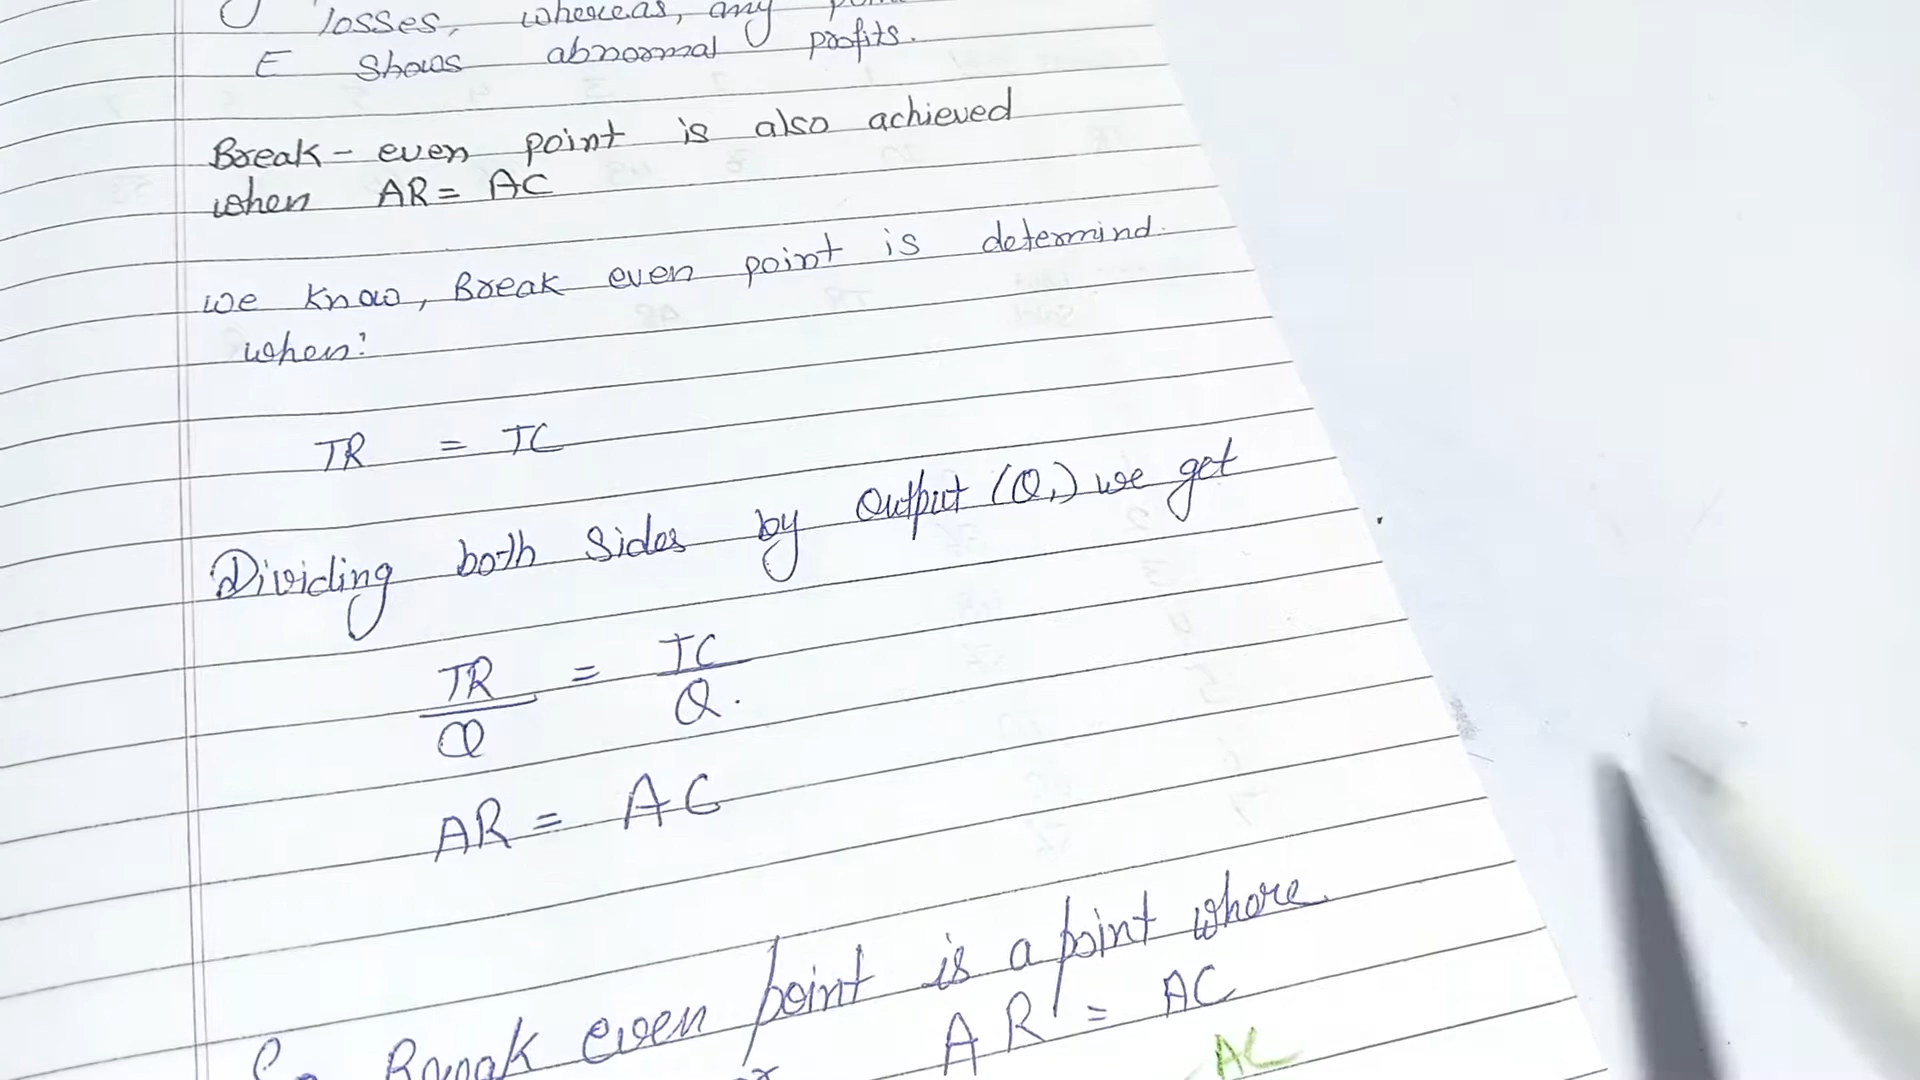 losses, whereas, any
E shows abnormal profits.
Break-even point is also achieved
when AR = AC
we know, Break even point is determind.
when:
TR = TC
Dividing both sides by output (Q,) we get
TR/Q = TC/Q.
AR = AC
So Break even point is a point where
AR = AC
or AC